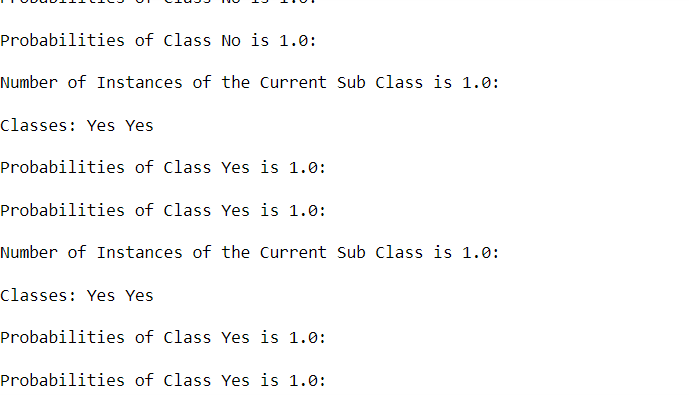 Probabilities of Class No is 1.0:
Probabilities of Class No is 1.0:
Number of Instances of the Current Sub Class is 1.0:
Classes: Yes Yes
Probabilities of Class Yes is 1.0:
Probabilities of Class Yes is 1.0:
Number of Instances of the Current Sub Class is 1.0:
Classes: Yes Yes
Probabilities of Class Yes is 1.0:
Probabilities of Class Yes is 1.0: